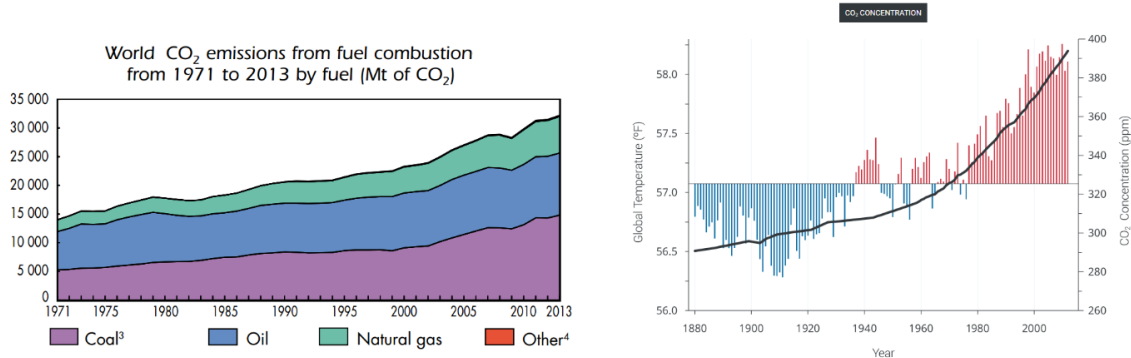 World CO₂ emissions from fuel combustion
from 1971 to 2013 by fuel (Mt of CO₂)
35 000
30 000
25 000
20 000
15 000
10 000
5 000
0
1971 1975 1980 1985 1990 1995 2000 2005 2010 2013
Coal³ Oil Natural gas Other⁴
CO₂ CONCENTRATION
Global Temperature (°F)
58.0
57.5
57.0
56.5
56.0
400
380
360
340
320
300
280
260
CO₂ Concentration (ppm)
1880 1900 1920 1940 1960 1980 2000
Year